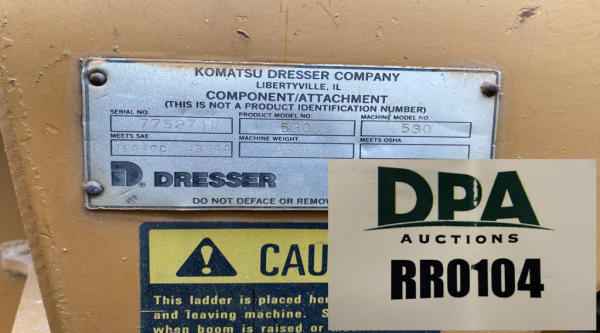 KOMATSU DRESSER COMPANY
LIBERTYVILLE, IL
COMPONENT/ATTACHMENT
(THIS IS NOT A PRODUCT IDENTIFICATION NUMBER)
SERIAL NO PRODUCT MODEL NO. MACHINE MODEL NO.
530
MEETS SAE MACHINE WEIGHT MEETS OSHA
D. DRESSER
DO NOT DEFACE OR REMOV
CAU
This ladder is placed her
and leaving machine. S
when boom is raised or
DPA
AUCTIONS
RR0104